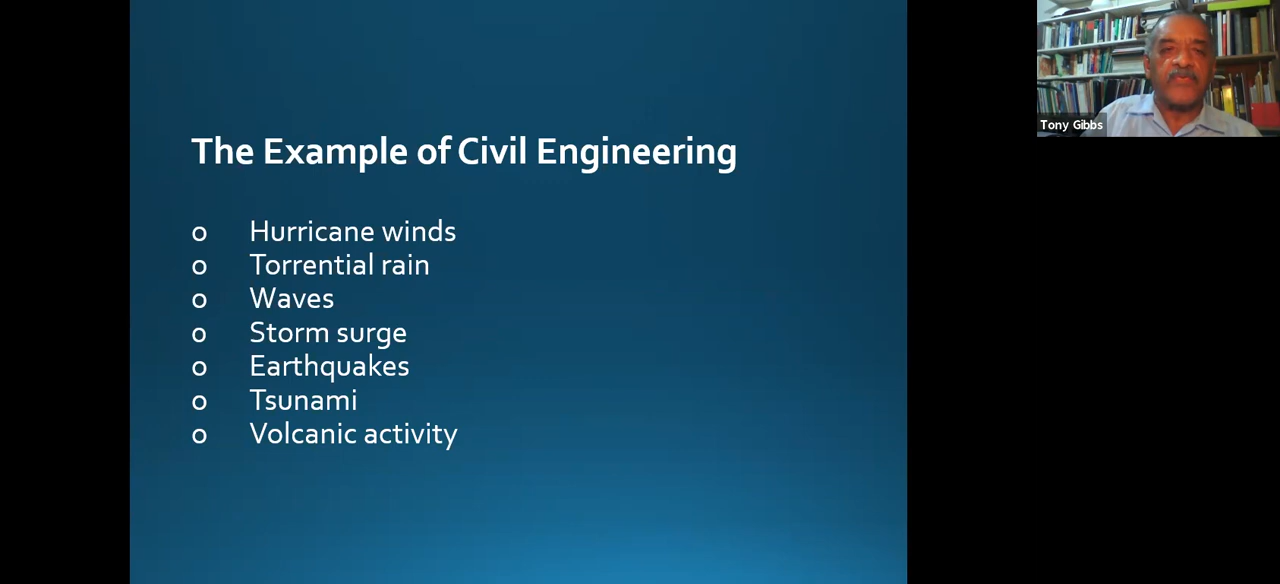 The Example of Civil Engineering
o Hurricane winds
o Torrential rain
o Waves
o Storm surge
o Earthquakes
o Tsunami
o Volcanic activity
Tony Gibbs